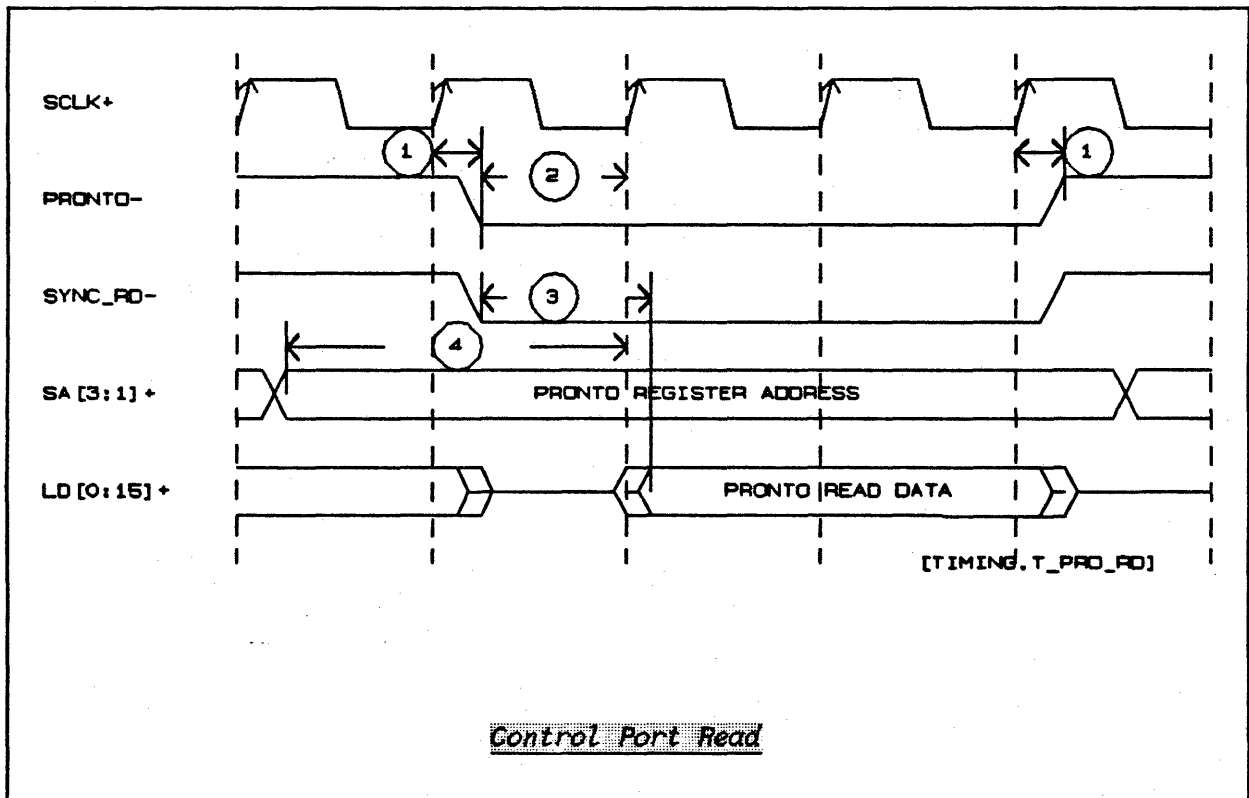 SCLK+
1
1
2
PRONTO-
SYNC_RD-
3
4
SA [3:1] +
PRONTO REGISTER ADDRESS
LD [0:15] +
PRONTO READ DATA
[TIMING.T_PRO_RD]
Control Port Read